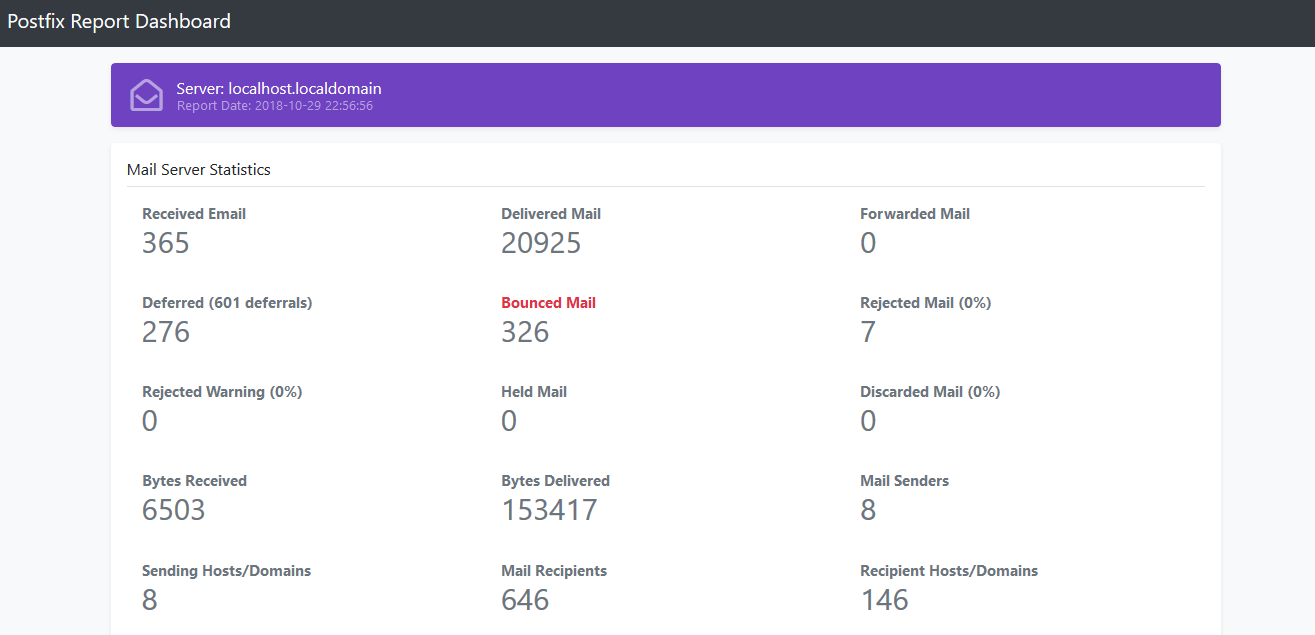 Postfix Report Dashboard
Server: localhost.localdomain
Report Date: 2018-10-29 22:56:56
Mail Server Statistics
Received Email
365
Delivered Mail
20925
Forwarded Mail
0
Deferred (601 deferrals)
276
Bounced Mail
326
Rejected Mail (0%)
7
Rejected Warning (0%)
0
Held Mail
0
Discarded Mail (0%)
0
Bytes Received
6503
Bytes Delivered
153417
Mail Senders
8
Sending Hosts/Domains
8
Mail Recipients
646
Recipient Hosts/Domains
146